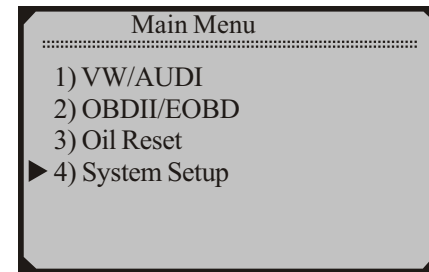 Main Menu
1) VW/AUDI
2) OBDII/EOBD
3) Oil Reset
4) System Setup